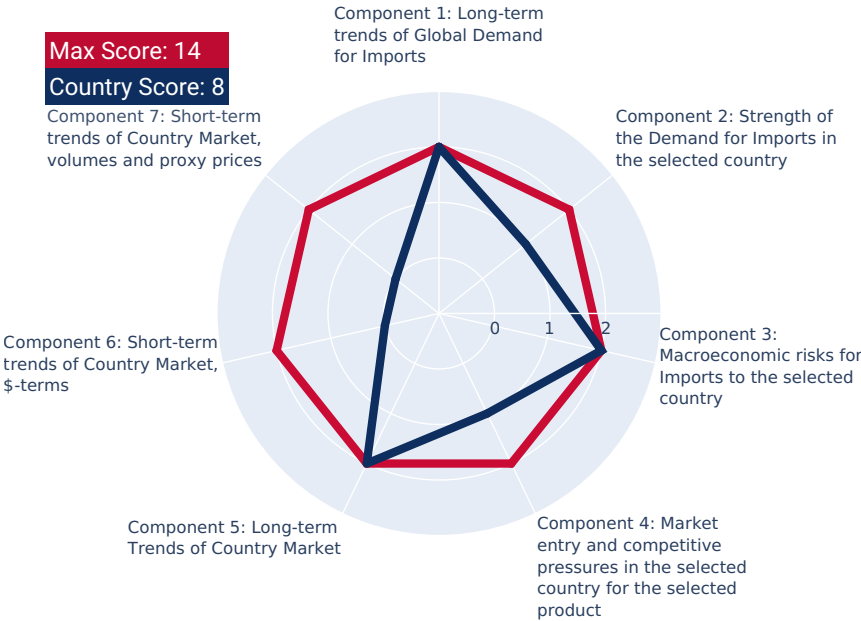 Component 1: Long-term
trends of Global Demand
for Imports
Max Score: 14
Country Score: 8
Component 7: Short-term
trends of Country Market,
volumes and proxy prices
Component 2: Strength of
the Demand for Imports in
the selected country
0
1
2
Component 3:
Macroeconomic risks for
Imports to the selected
country
Component 6: Short-term
trends of Country Market,
$-terms
Component 5: Long-term
Trends of Country Market
Component 4: Market
entry and competitive
pressures in the selected
country for the selected
product